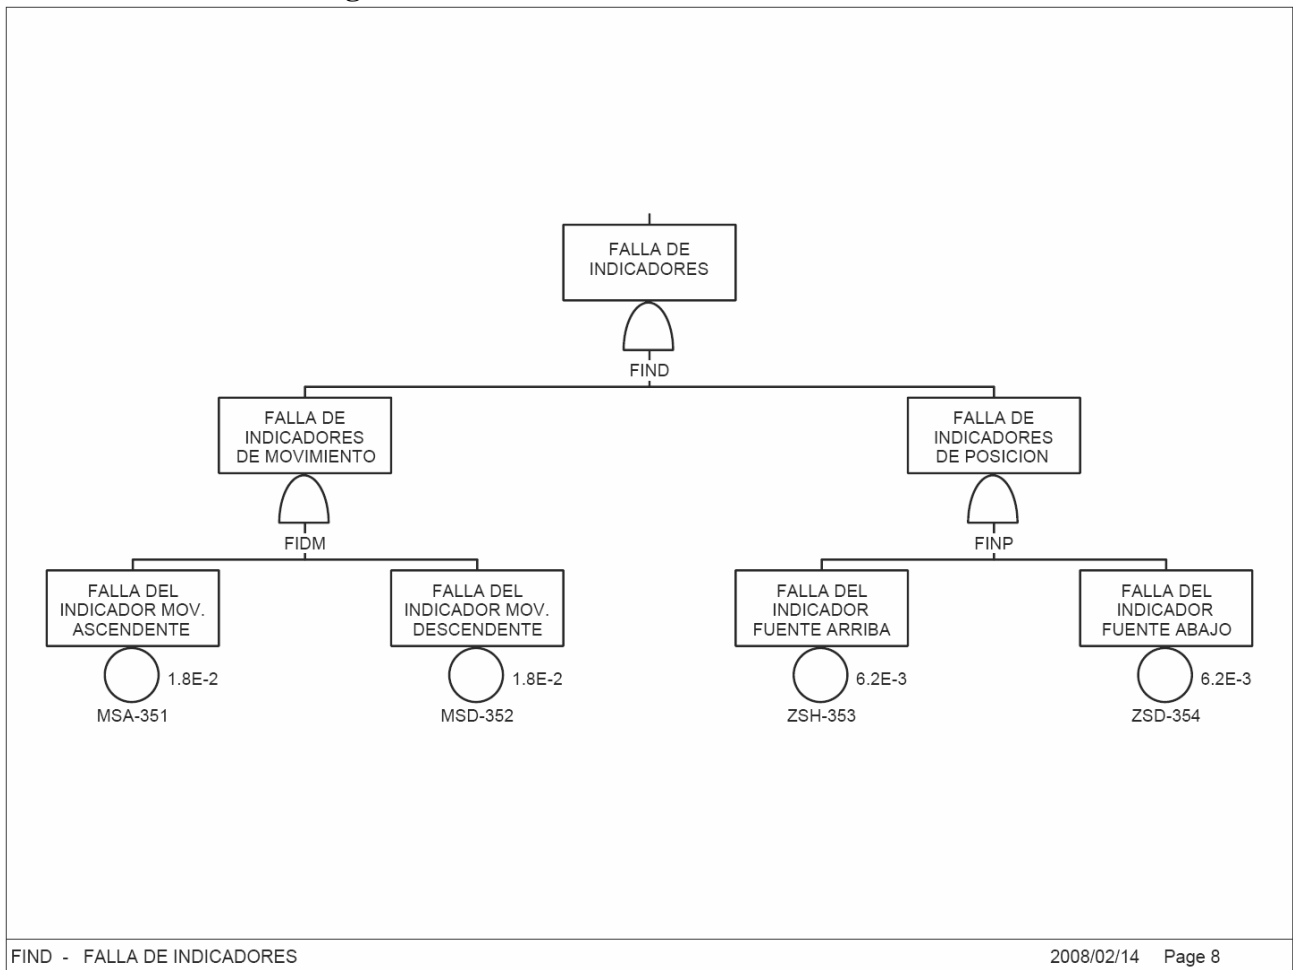 FALLA DE
INDICADORES
FIND
FALLA DE
INDICADORES
DE MOVIMIENTO
FALLA DE
INDICADORES
DE POSICION
FIDM
FINP
FALLA DEL
INDICADOR MOV.
ASCENDENTE
FALLA DEL
INDICADOR MOV.
DESCENDENTE
FALLA DEL
INDICADOR
FUENTE ARRIBA
FALLA DEL
INDICADOR
FUENTE ABAJO
1.8E-2
MSA-351
1.8E-2
MSD-352
6.2E-3
ZSH-353
6.2E-3
ZSD-354
FIND - FALLA DE INDICADORES
2008/02/14 Page 8